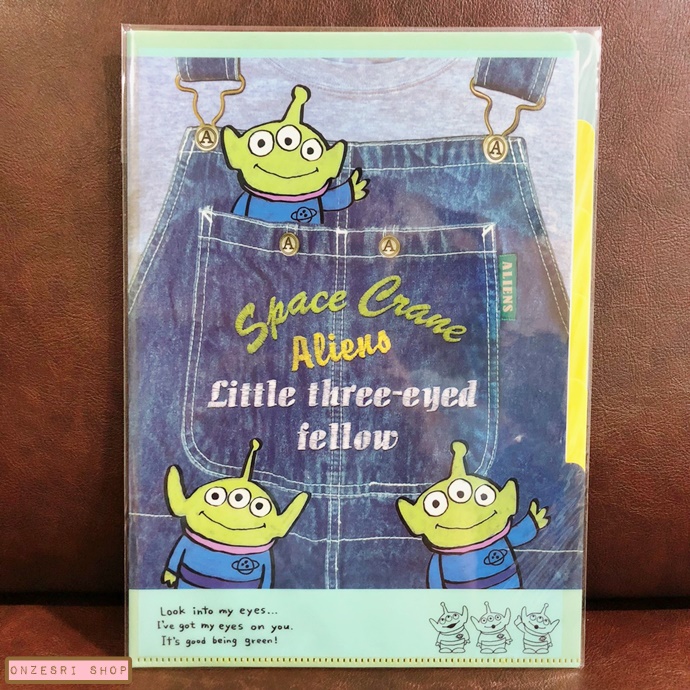 A
A
A
A
ALIENS
Space Crane
Aliens
Little three-eyed
fellow
Look into my eyes...
I've got my eyes on you.
It's good being green!
ONZESRI SHOP